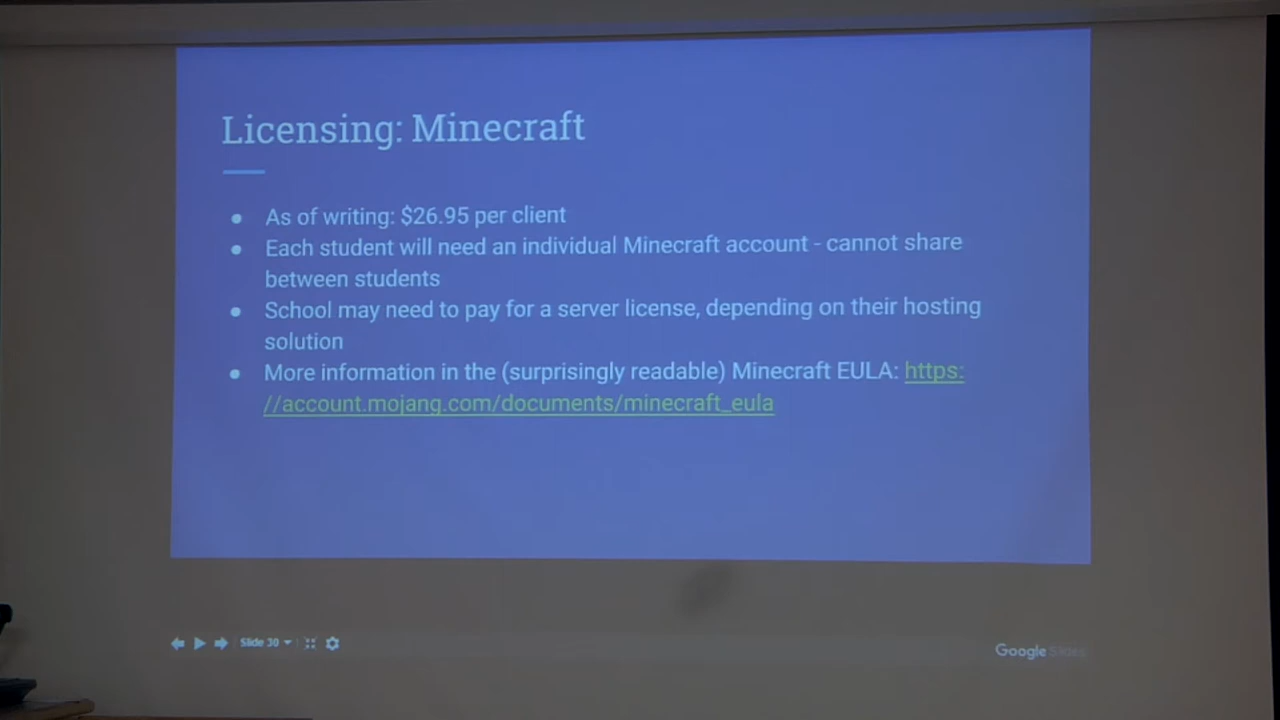 Licensing: Minecraft
● As of writing: $26.95 per client
● Each student will need an individual Minecraft account - cannot share
between students
● School may need to pay for a server license, depending on their hosting
solution
● More information in the (surprisingly readable) Minecraft EULA: https:
//account.mojang.com/documents/minecraft_eula
Slide 30
Google Slides